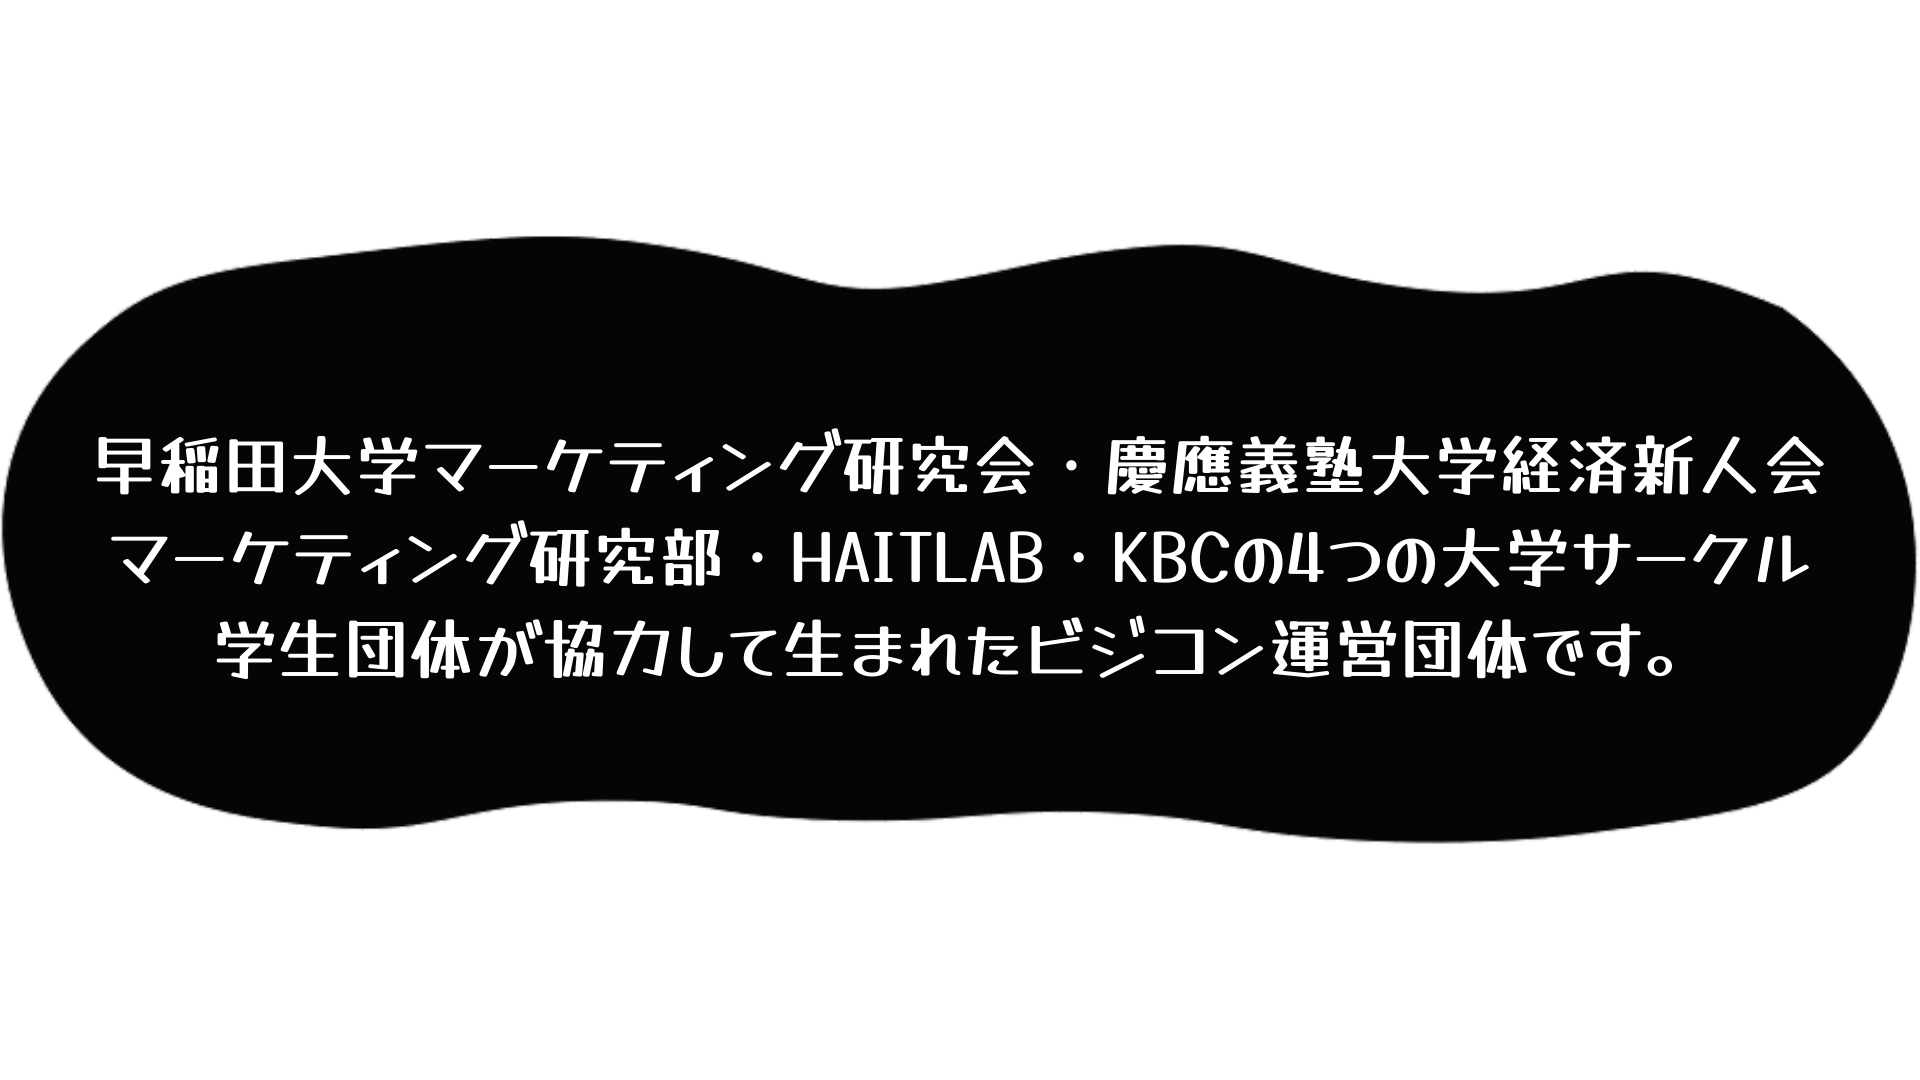 早稲田大学マーケティング研究会・慶應義塾大学経済新人会
マーケティング研究部・HAITLAB・KBCの4つの大学サークル
学生団体が協力して生まれたビジコン運営団体です。